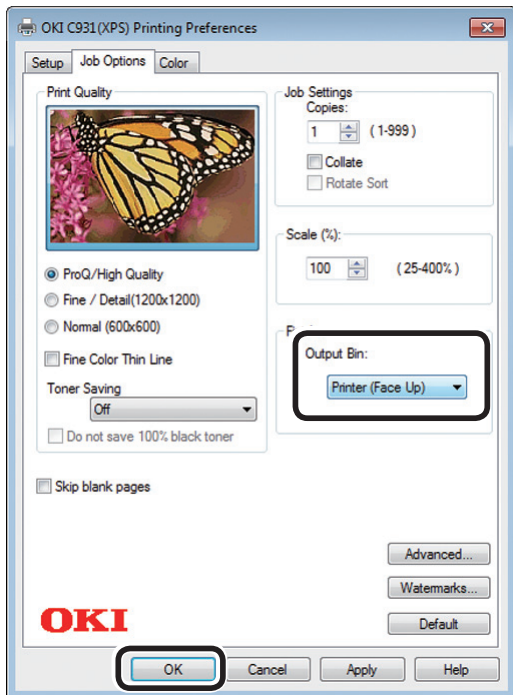 OKI C931(XPS) Printing Preferences
Setup
Job Options
Color
Print Quality
ProQ/High Quality
Fine / Detail(1200x1200)
Normal (600x600)
Fine Color Thin Line
Toner Saving
Off
Do not save 100% black toner
Skip blank pages
Job Settings
Copies:
1 (1-999)
Collate
Rotate Sort
Scale (%):
100 (25-400%)
Output Bin:
Printer (Face Up)
Advanced...
Watermarks...
Default
OKI
OK
Cancel
Apply
Help